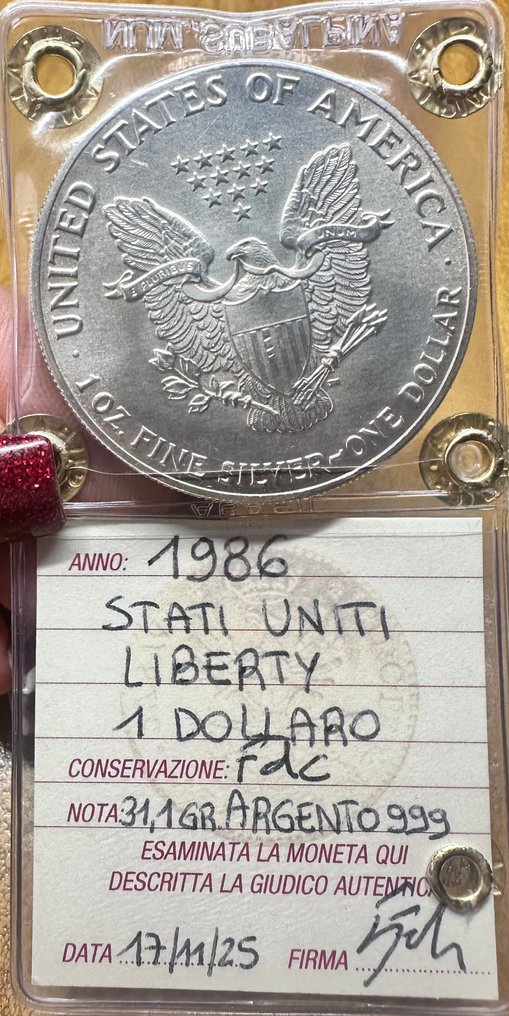 NUM. SUBALPINA
UNITED STATES OF AMERICA
E PLURIBUS
UNUM
1 OZ. FINE SILVER-ONE DOLLAR
ANNO: 1986
STATI UNITI
LIBERTY
1 DOLLARO
CONSERVAZIONE: FdC
NOTA: 31,1 GR. ARGENTO 999
ESAMINATA LA MONETA QUI
DESCRITTA LA GIUDICO
DATA 17/11/25 FIRMA